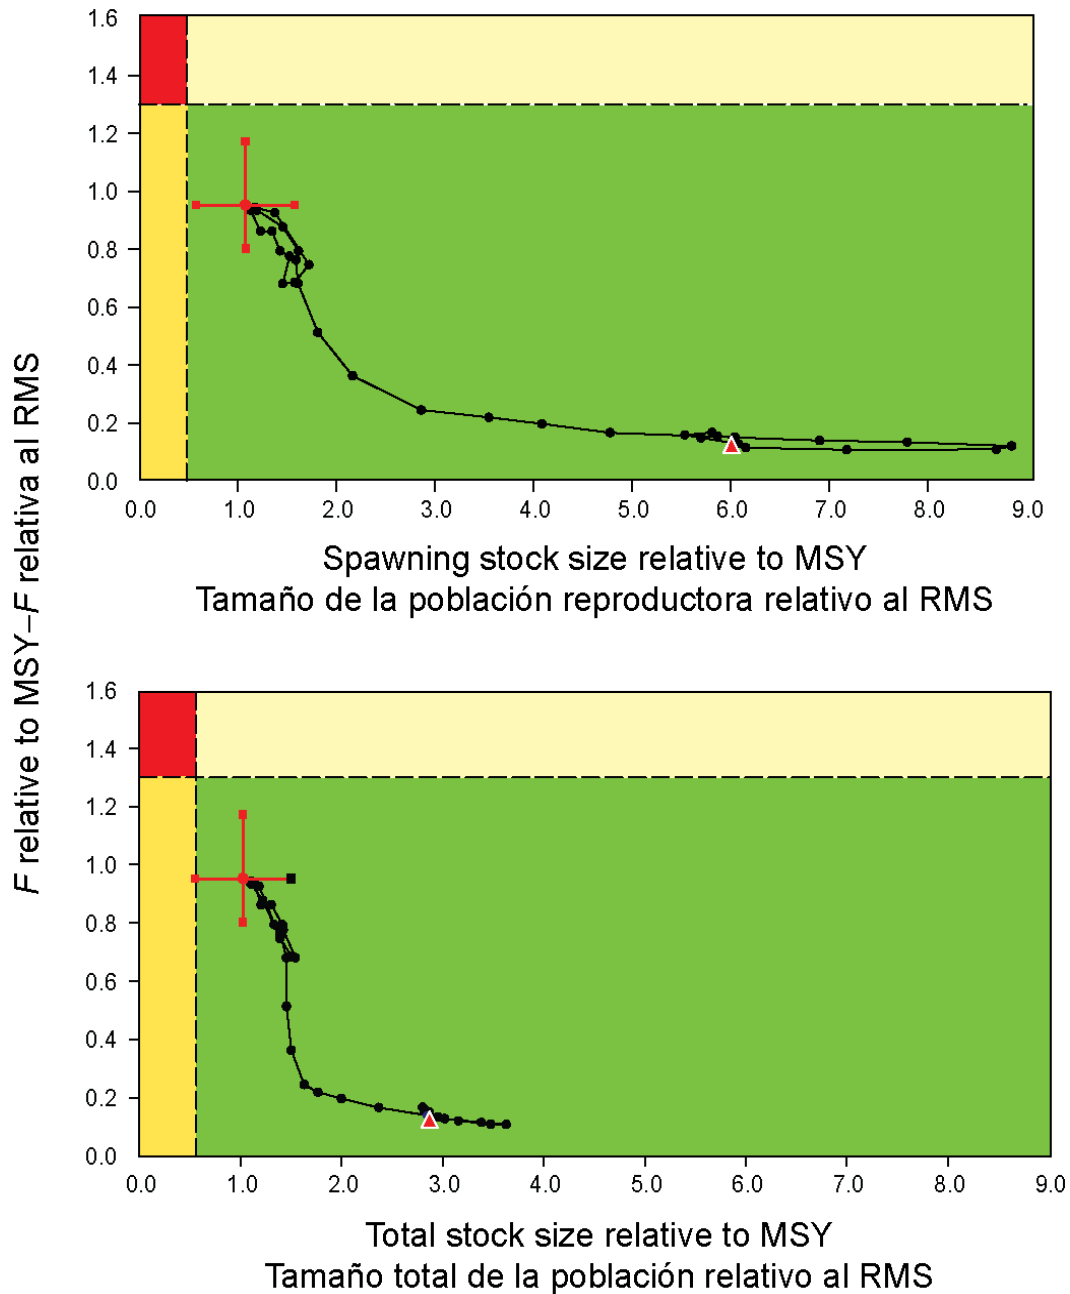 F relative to MSY–F relativa al RMS
1.6
1.4
1.2
1.0
0.8
0.6
0.4
0.2
0.0
0.0 1.0 2.0 3.0 4.0 5.0 6.0 7.0 8.0 9.0
Spawning stock size relative to MSY
Tamaño de la población reproductora relativo al RMS
1.6
1.4
1.2
1.0
0.8
0.6
0.4
0.2
0.0
0.0 1.0 2.0 3.0 4.0 5.0 6.0 7.0 8.0 9.0
Total stock size relative to MSY
Tamaño total de la población relativo al RMS